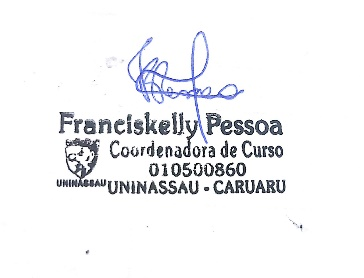 Franciskelly Pessoa
Coordenadora de Curso
010500860
UNINASSAU UNINASSAU - CARUARU